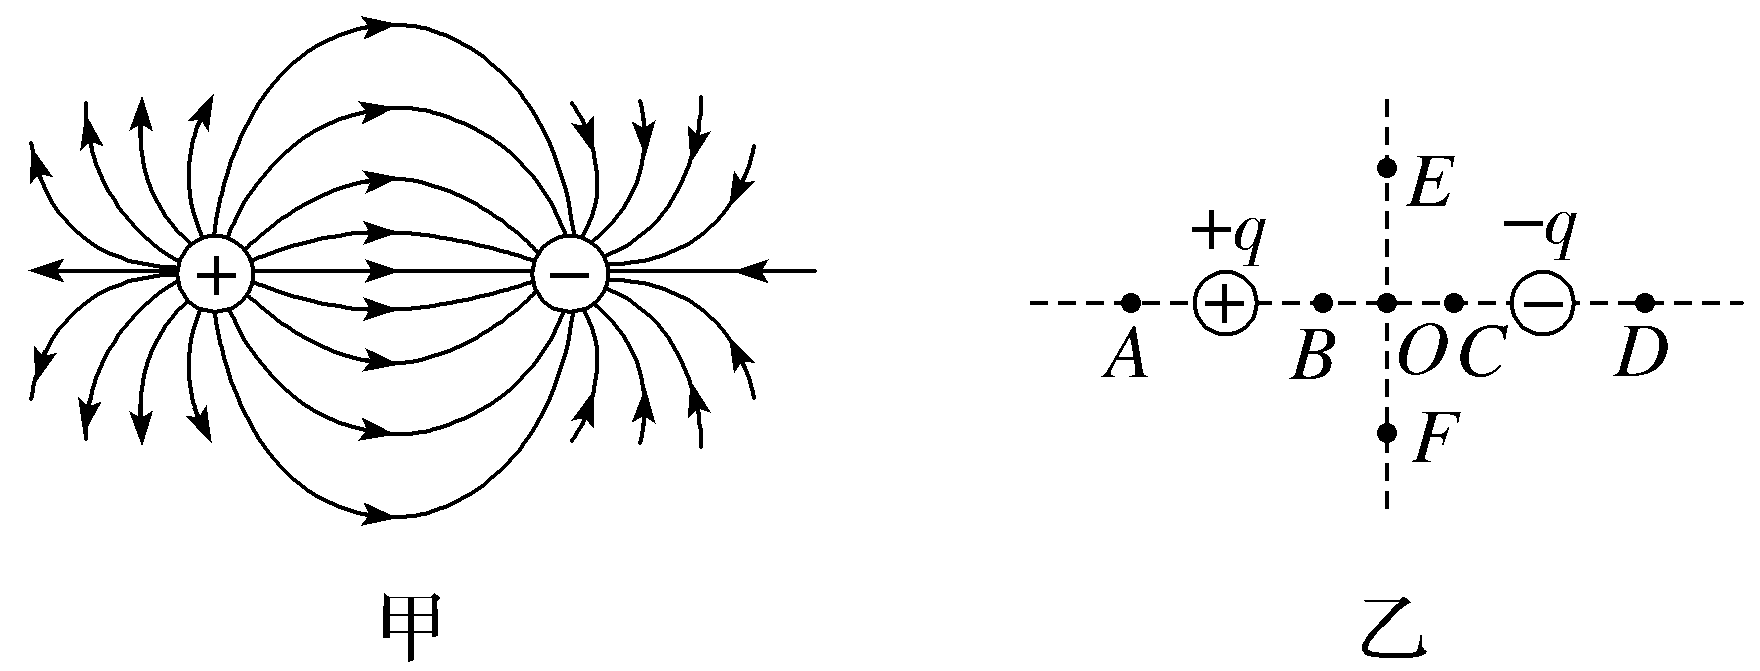 + −
E
+q −q
+ −
A B O C D
F
甲 乙